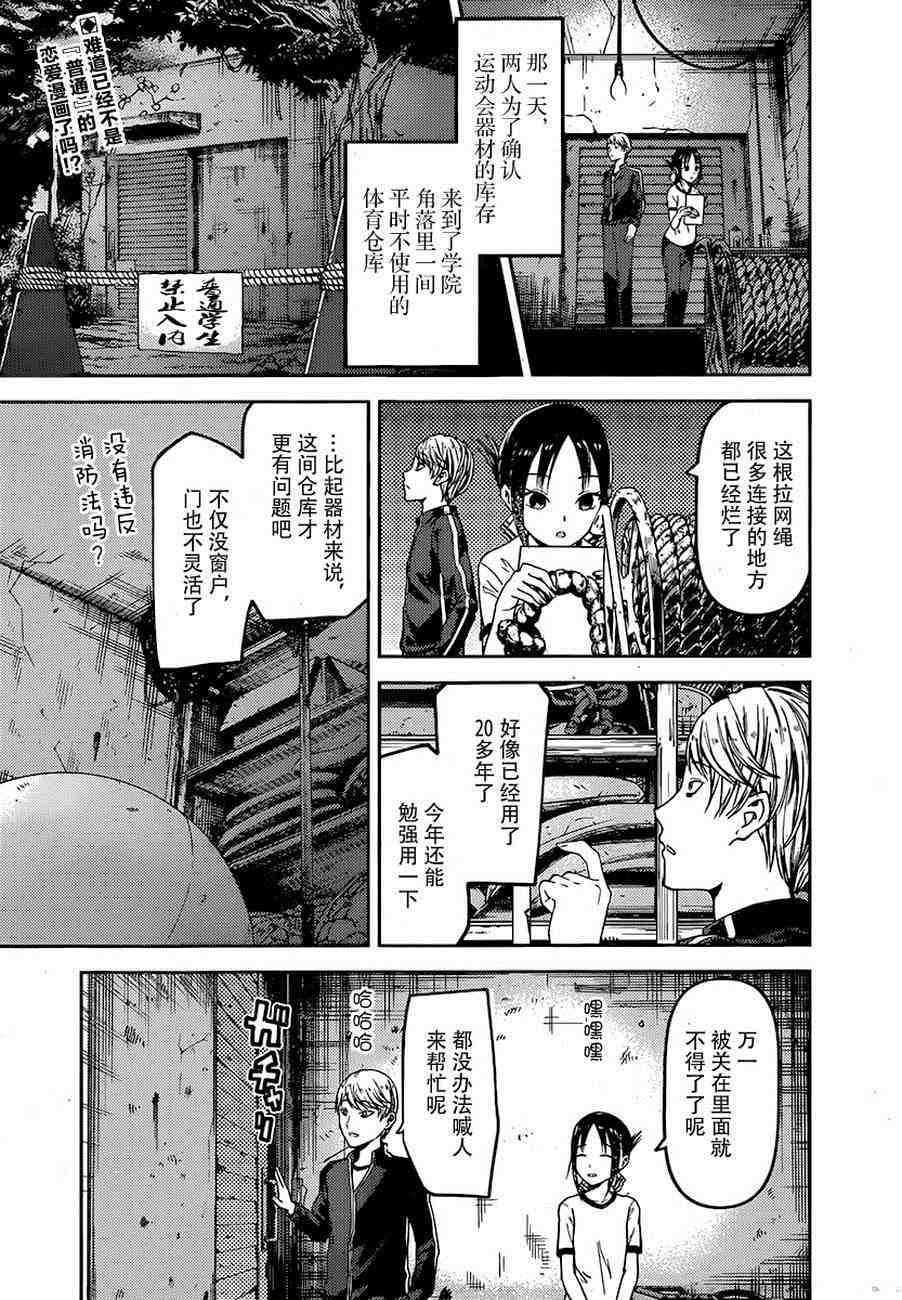 那一天，
两人为了确认
运动会器材的库存
来到了学院
角落里一间
平时不使用的
体育仓库
难道已经不是
『普通』的
恋爱漫画了吗!?
普通学生
禁止入内
这根拉网绳
很多连接的地方
都已经烂了
…比起器材来说，
这间仓库才
更有问题吧
不仅没窗户，
门也不灵活了
没有违反
消防法吗？
好像已经用了
20多年了
今年还能
勉强用一下
万一
被关在里面就
不得了了呢
嘿嘿嘿
都没办法喊人
来帮忙呢
哈哈哈哈